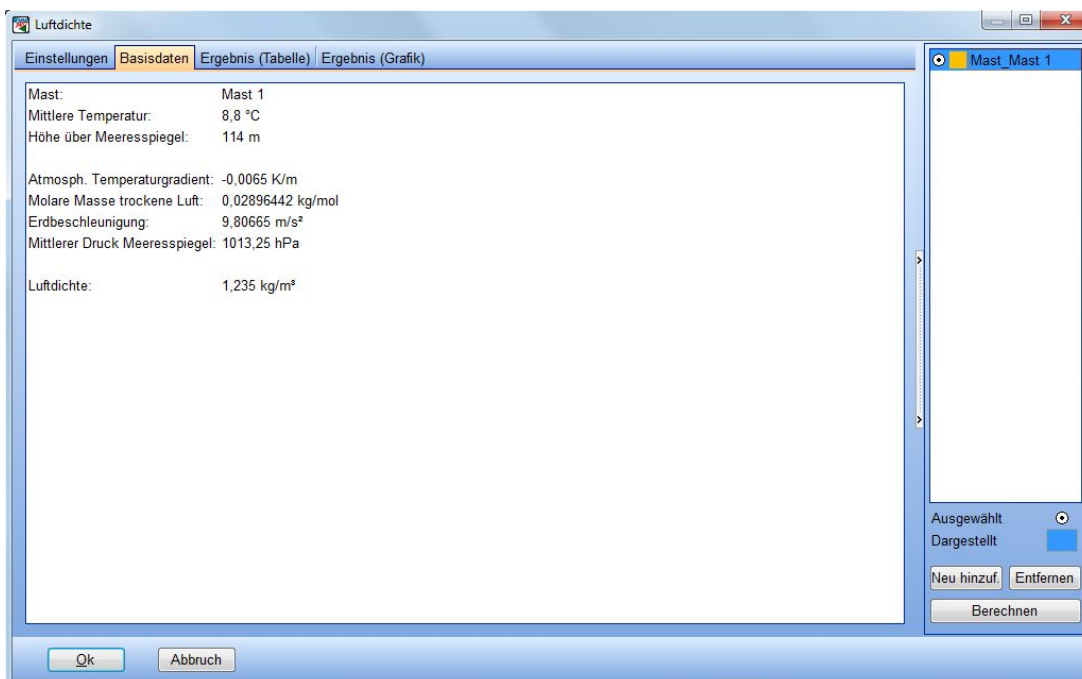 Luftdichte
Einstellungen Basisdaten Ergebnis (Tabelle) Ergebnis (Grafik)
Mast: Mast 1
Mittlere Temperatur: 8,8 °C
Höhe über Meeresspiegel: 114 m
Atmosph. Temperaturgradient: -0,0065 K/m
Molare Masse trockene Luft: 0,02896442 kg/mol
Erdbeschleunigung: 9,80665 m/s²
Mittlerer Druck Meeresspiegel: 1013,25 hPa
Luftdichte: 1,235 kg/m³
Mast_Mast 1
Ausgewählt
Dargestellt
Neu hinzuf. Entfernen
Berechnen
Ok Abbruch